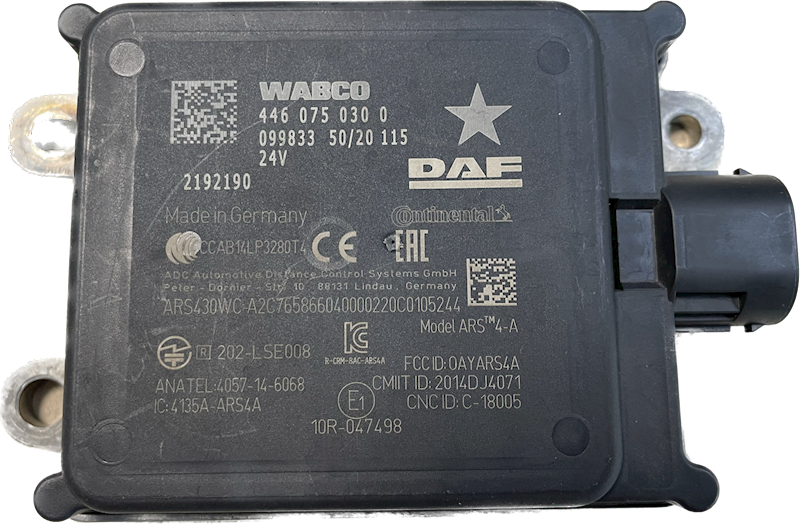 WABCO
446 075 030 0
099833 50/20 115
24V
2192190
DAF
Made in Germany
Continental
CCCAB14LP3280T4
CE
EAC
ADC Automotive Distance Control Systems GmbH
Peter - Dornier - Str. 10 , 88131 Lindau , Germany
ARS430WC-A2C765866040000220C0105244
Model ARS™4-A
R 202-LSE008
R-CRM-8AC-ARS4A
FCC ID: OAYARS4A
ANATEL: 4057-14-6068
CMIIT ID: 2014DJ4071
IC: 4135A-ARS4A
E1
CNC ID: C-18005
10R-047498